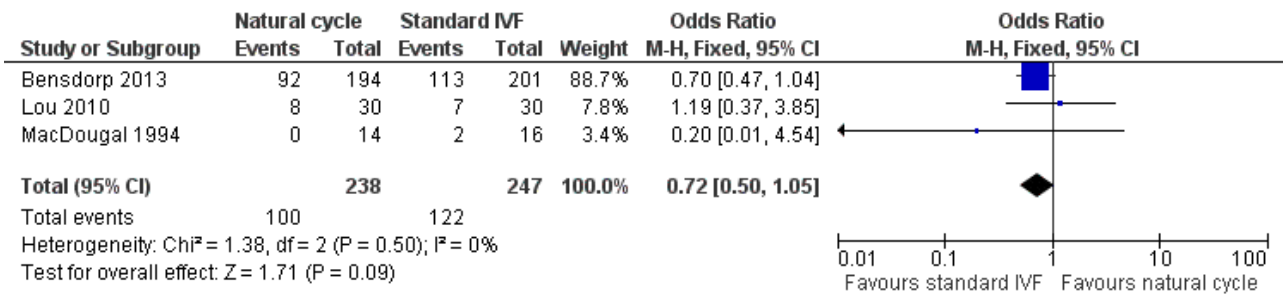 Natural cycle Standard IVF Odds Ratio Odds Ratio
Study or Subgroup Events Total Events Total Weight M-H, Fixed, 95% CI M-H, Fixed, 95% CI
Bensdorp 2013 92 194 113 201 88.7% 0.70 [0.47, 1.04]
Lou 2010 8 30 7 30 7.8% 1.19 [0.37, 3.85]
MacDougal 1994 0 14 2 16 3.4% 0.20 [0.01, 4.54]
Total (95% CI) 238 247 100.0% 0.72 [0.50, 1.05]
Total events 100 122
Heterogeneity: Chi² = 1.38, df = 2 (P = 0.50); I² = 0%
Test for overall effect: Z = 1.71 (P = 0.09)
0.01 0.1 1 10 100
Favours standard IVF Favours natural cycle